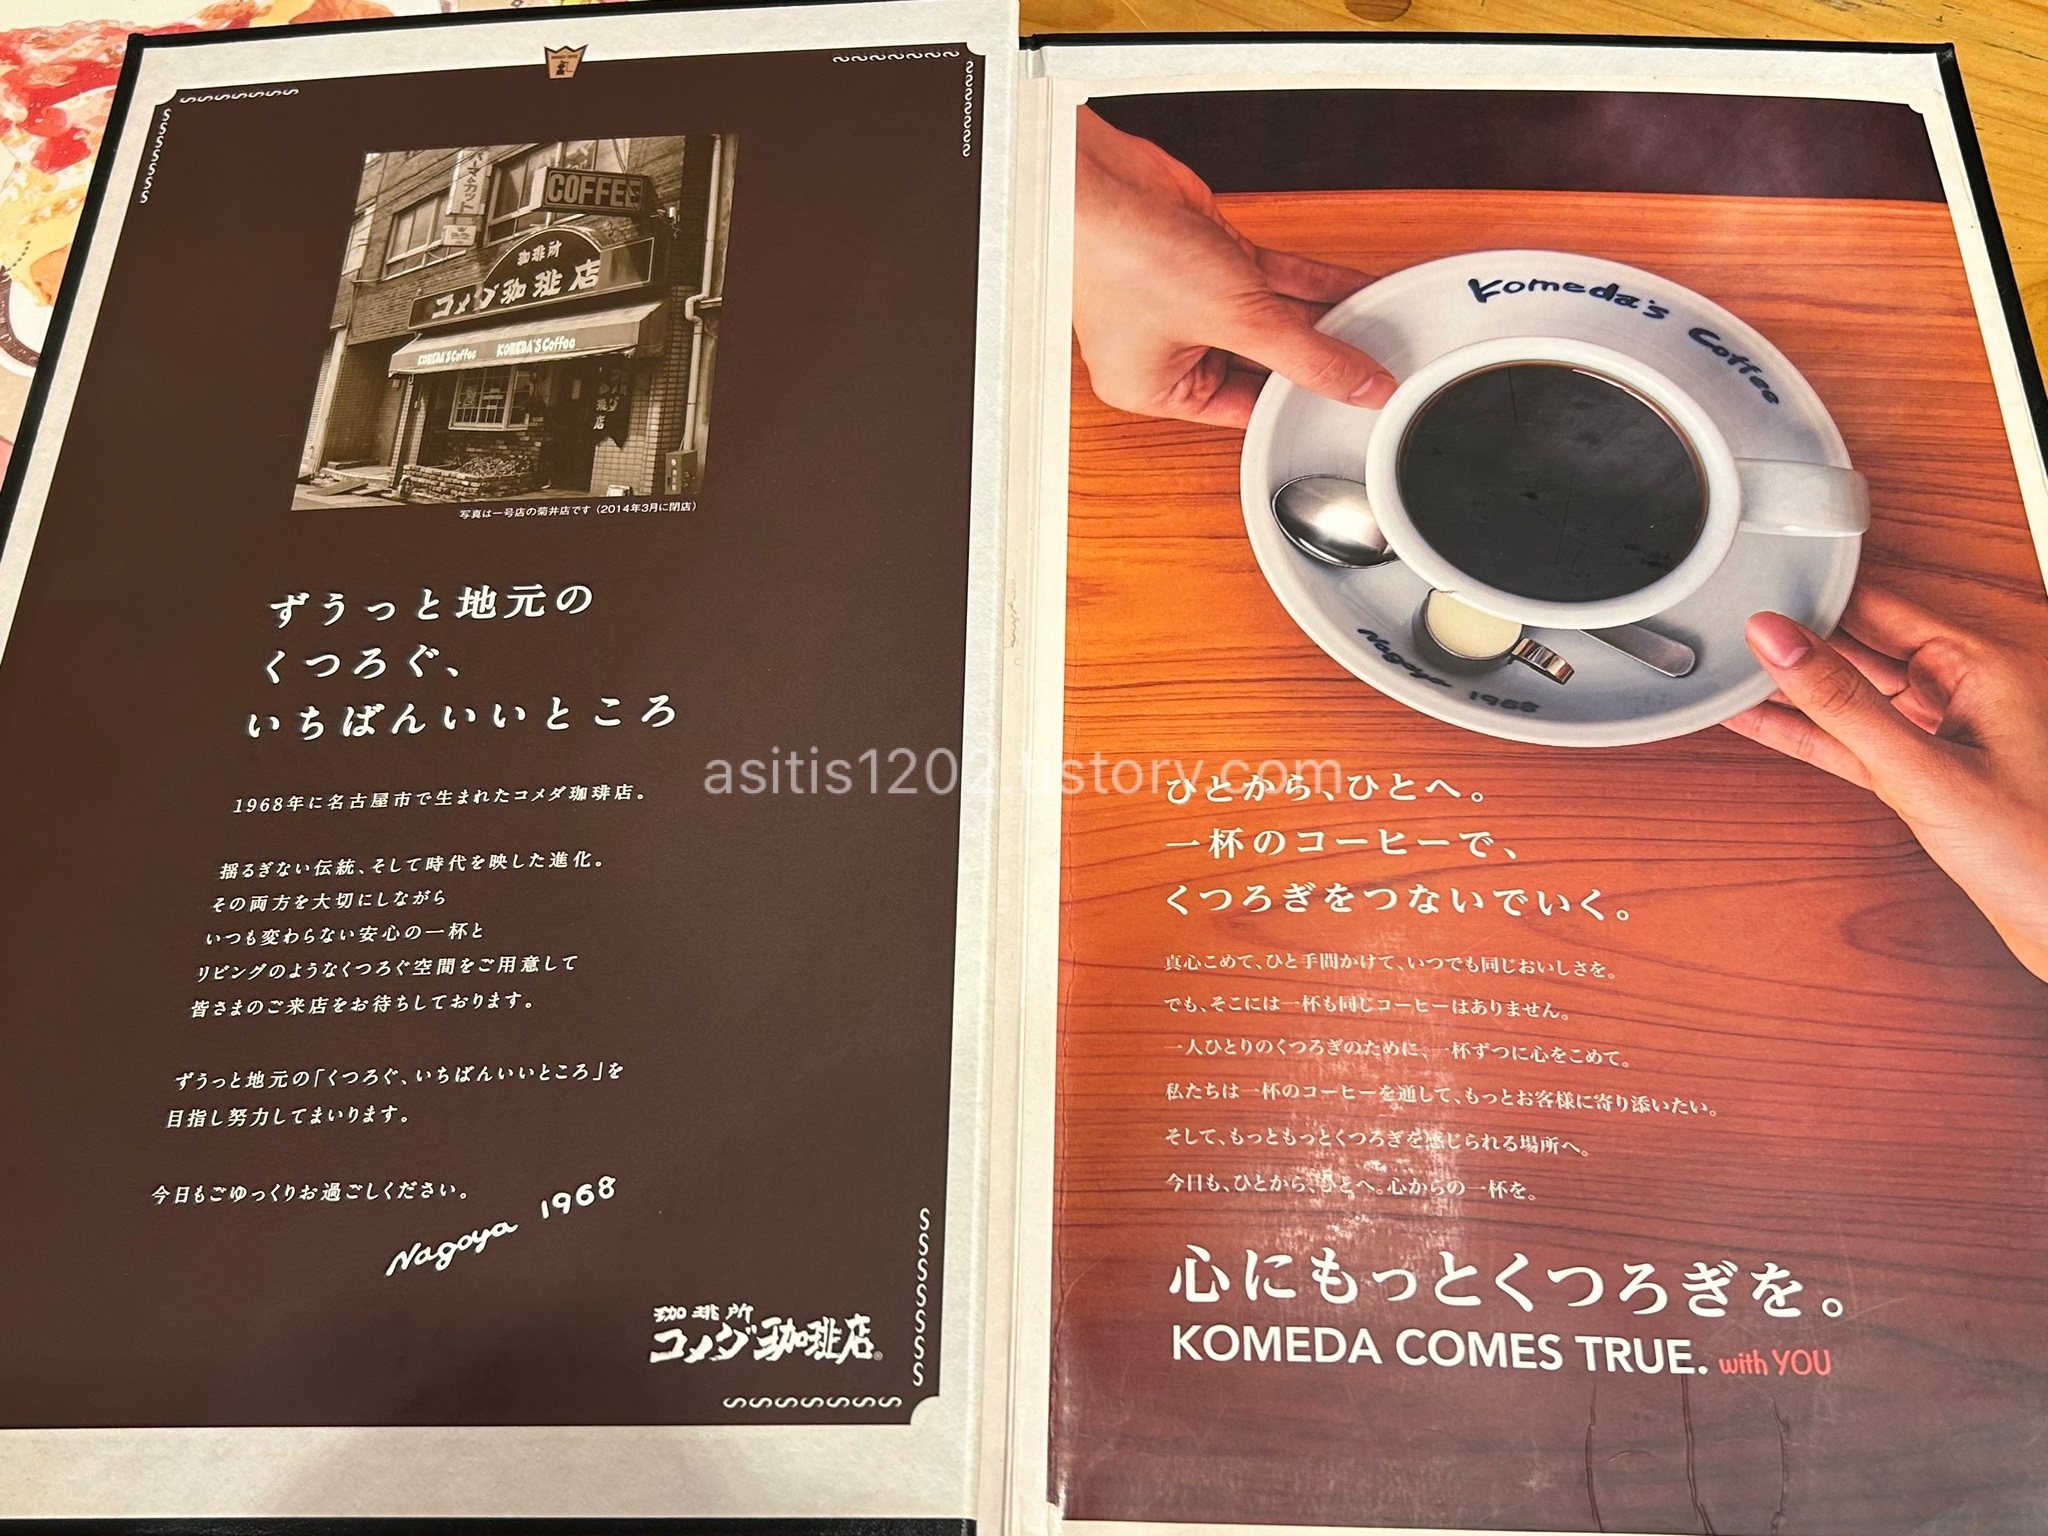 パーマ&カット
COFFEE
珈琲所
コメダ珈琲店
KOMEDA'S Coffee KOMEDA'S Coffee
写真は一号店の菊井店です（2014年3月に閉店）
ずうっと地元の
くつろぐ、
いちばんいいところ
1968年に名古屋市で生まれたコメダ珈琲店。
揺るぎない伝統、そして時代を映した進化。
その両方を大切にしながら
いつも変わらない安心の一杯と
リビングのようなくつろぐ空間をご用意して
皆さまのご来店をお待ちしております。
ずうっと地元の「くつろぐ、いちばんいいところ」を
目指し努力してまいります。
今日もごゆっくりお過ごしください。
Nagoya 1968
珈琲所
コメダ珈琲店®
Komeda's Coffee
Nagoya 1968
asitis1202.tistory.com
ひとから、ひとへ。
一杯のコーヒーで、
くつろぎをつないでいく。
真心こめて、ひと手間かけて、いつでも同じおいしさを。
でも、そこには一杯も同じコーヒーはありません。
一人ひとりのくつろぎのために、一杯ずつに心をこめて。
私たちは一杯のコーヒーを通して、もっとお客様に寄り添いたい。
そして、もっともっとくつろぎを感じられる場所へ。
今日も、ひとから、ひとへ。心からの一杯を。
心にもっとくつろぎを。
KOMEDA COMES TRUE. with YOU